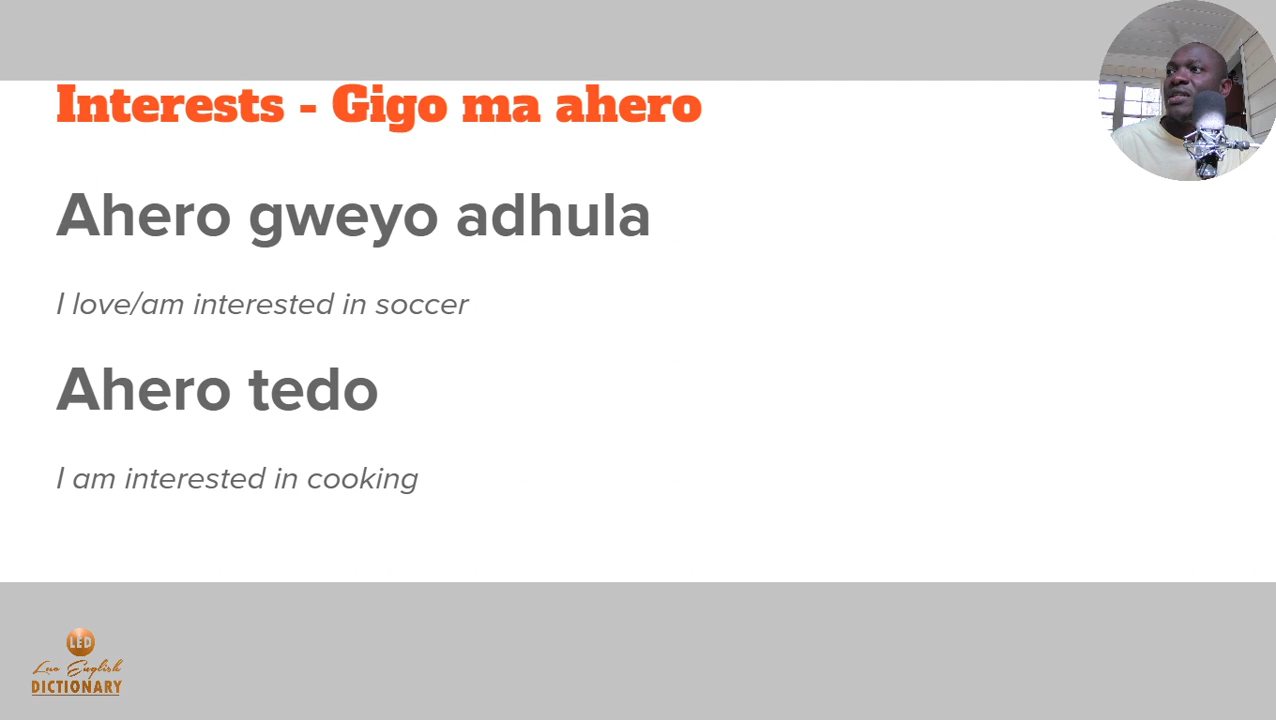 Interests - Gigo ma ahero
Ahero gweyo adhula
I love/am interested in soccer
Ahero tedo
I am interested in cooking
LED
Luo English
DICTIONARY